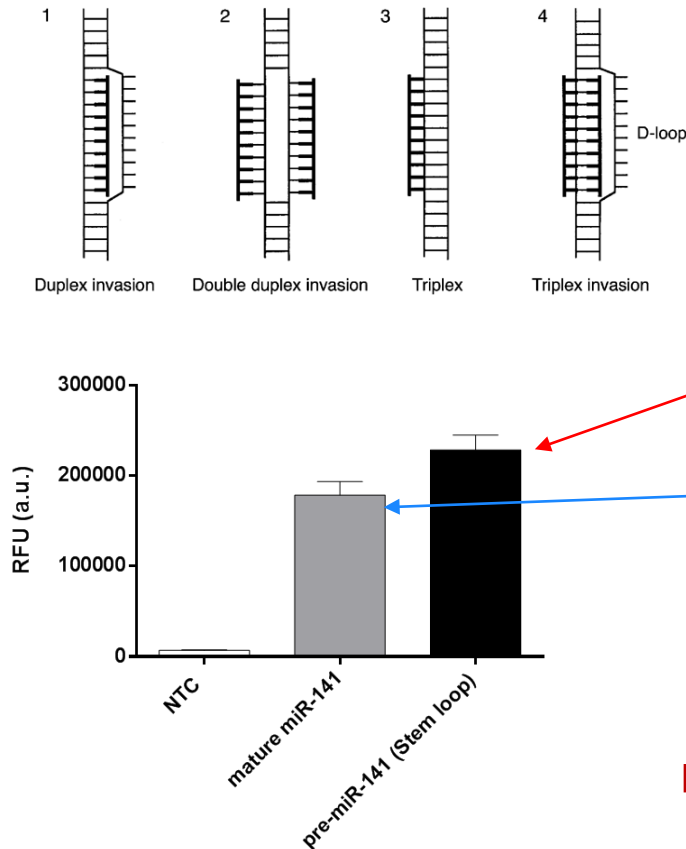 1 2 3 4
D-loop
Duplex invasion Double duplex invasion Triplex Triplex invasion
300000
200000
100000
0
RFU (a.u.)
NTC
mature miR-141
pre-miR-141 (Stem loop)